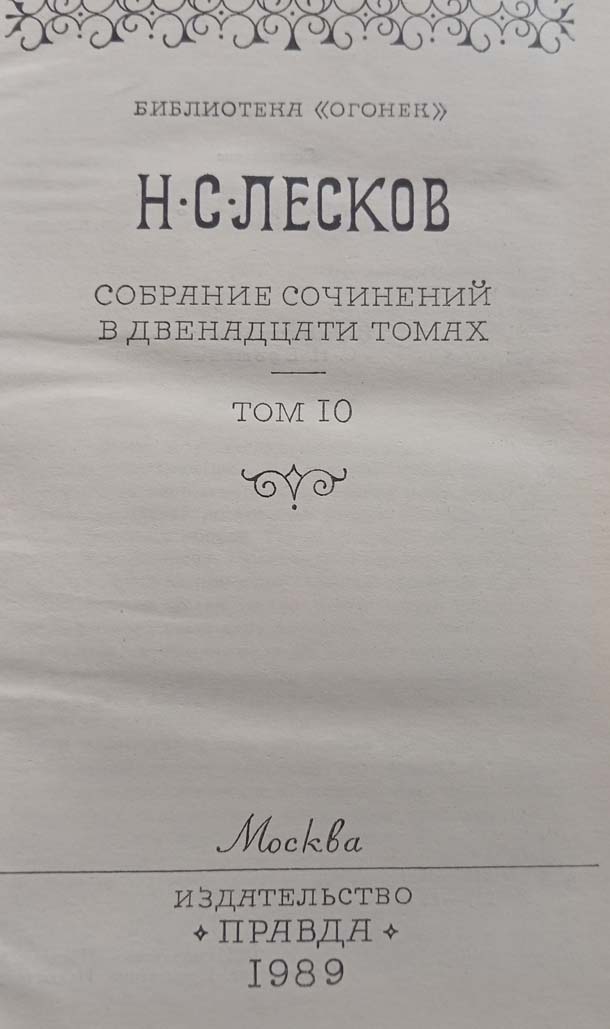 БИБЛИОТЕКА «ОГОНЕК»
Н·С·ЛЕСКОВ
СОБРАНИЕ СОЧИНЕНИЙ
В ДВЕНАДЦАТИ ТОМАХ
ТОМ 10
Москва
ИЗДАТЕЛЬСТВО
ПРАВДА
1989